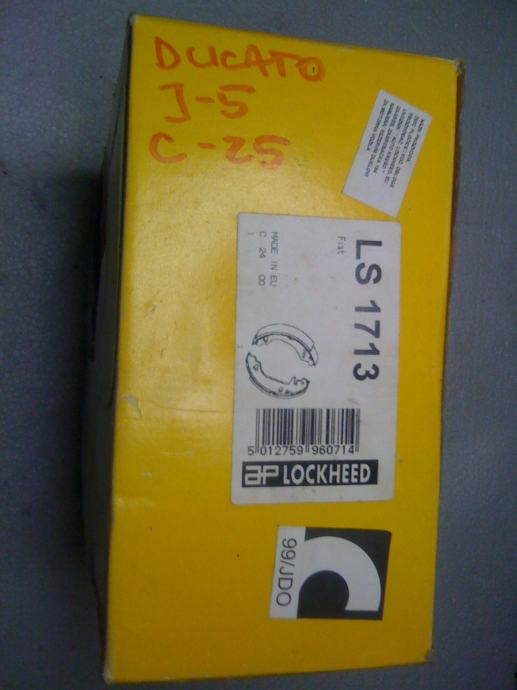 DUCATO
J-5
C-25
LS 1713
Fiat
MADE IN EU
C 24 00
1
5 012759 960714
AP LOCKHEED
99/JDO